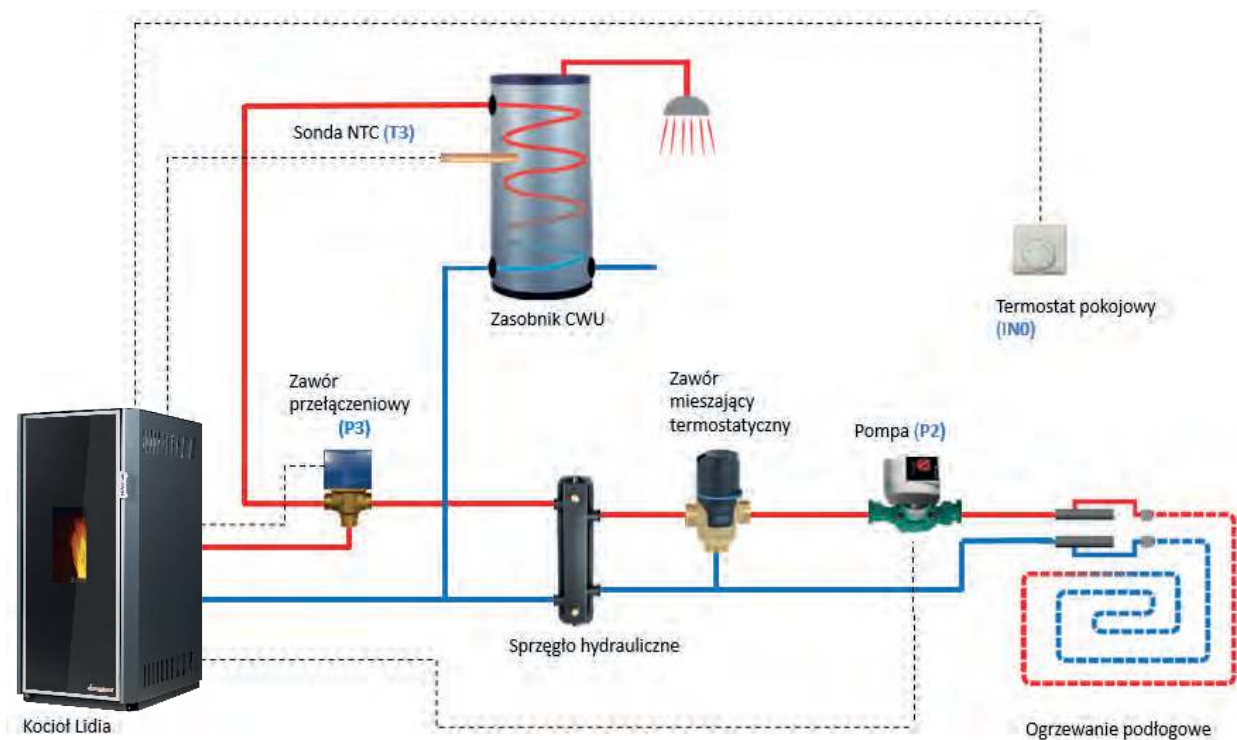 Sonda NTC (T3)
Zasobnik CWU
Termostat pokojowy
(IN0)
Zawór
przełączeniowy
(P3)
Zawór
mieszający
termostatyczny
Pompa (P2)
Sprzęgło hydrauliczne
Kocioł Lidia
Ogrzewanie podłogowe